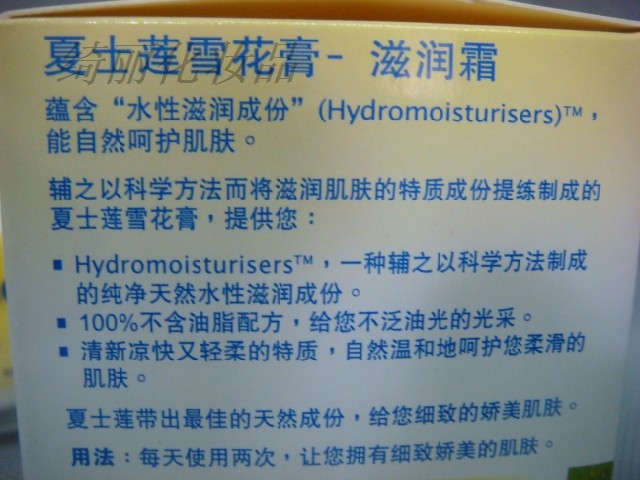 夏士莲雪花膏- 滋润霜
绮丽化妆品
蕴含“水性滋润成份”(Hydromoisturisers)™，
能自然呵护肌肤。
辅之以科学方法而将滋润肌肤的特质成份提练制成的
夏士莲雪花膏，提供您：
▪ Hydromoisturisers™，一种辅之以科学方法制成
的纯净天然水性滋润成份。
▪ 100%不含油脂配方，给您不泛油光的光采。
▪ 清新凉快又轻柔的特质，自然温和地呵护您柔滑的
肌肤。
夏士莲带出最佳的天然成份，给您细致的娇美肌肤。
用法：每天使用两次，让您拥有细致娇美的肌肤。